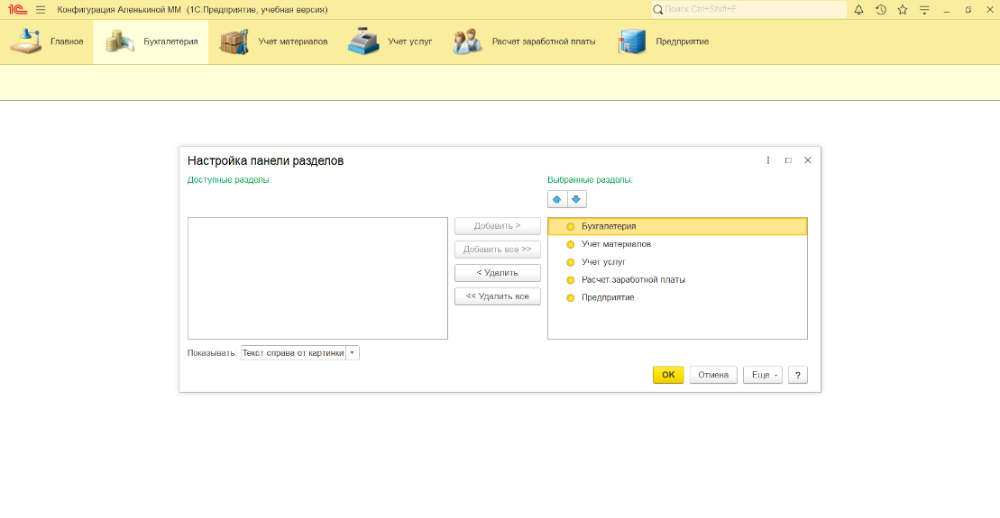 1С Конфигурация Аленькиной ММ (1С:Предприятие, учебная версия) Поиск Ctrl+Shift+F
Главное Бухгалтерия Учет материалов Учет услуг Расчет заработной платы Предприятие
Настройка панели разделов
Доступные разделы: Выбранные разделы:
Добавить > Бухгалетерия
Добавить все >> Учет материалов
Учет услуг
< Удалить Расчет заработной платы
<< Удалить все Предприятие
Показывать: Текст справа от картинки
OK Отмена Еще ?